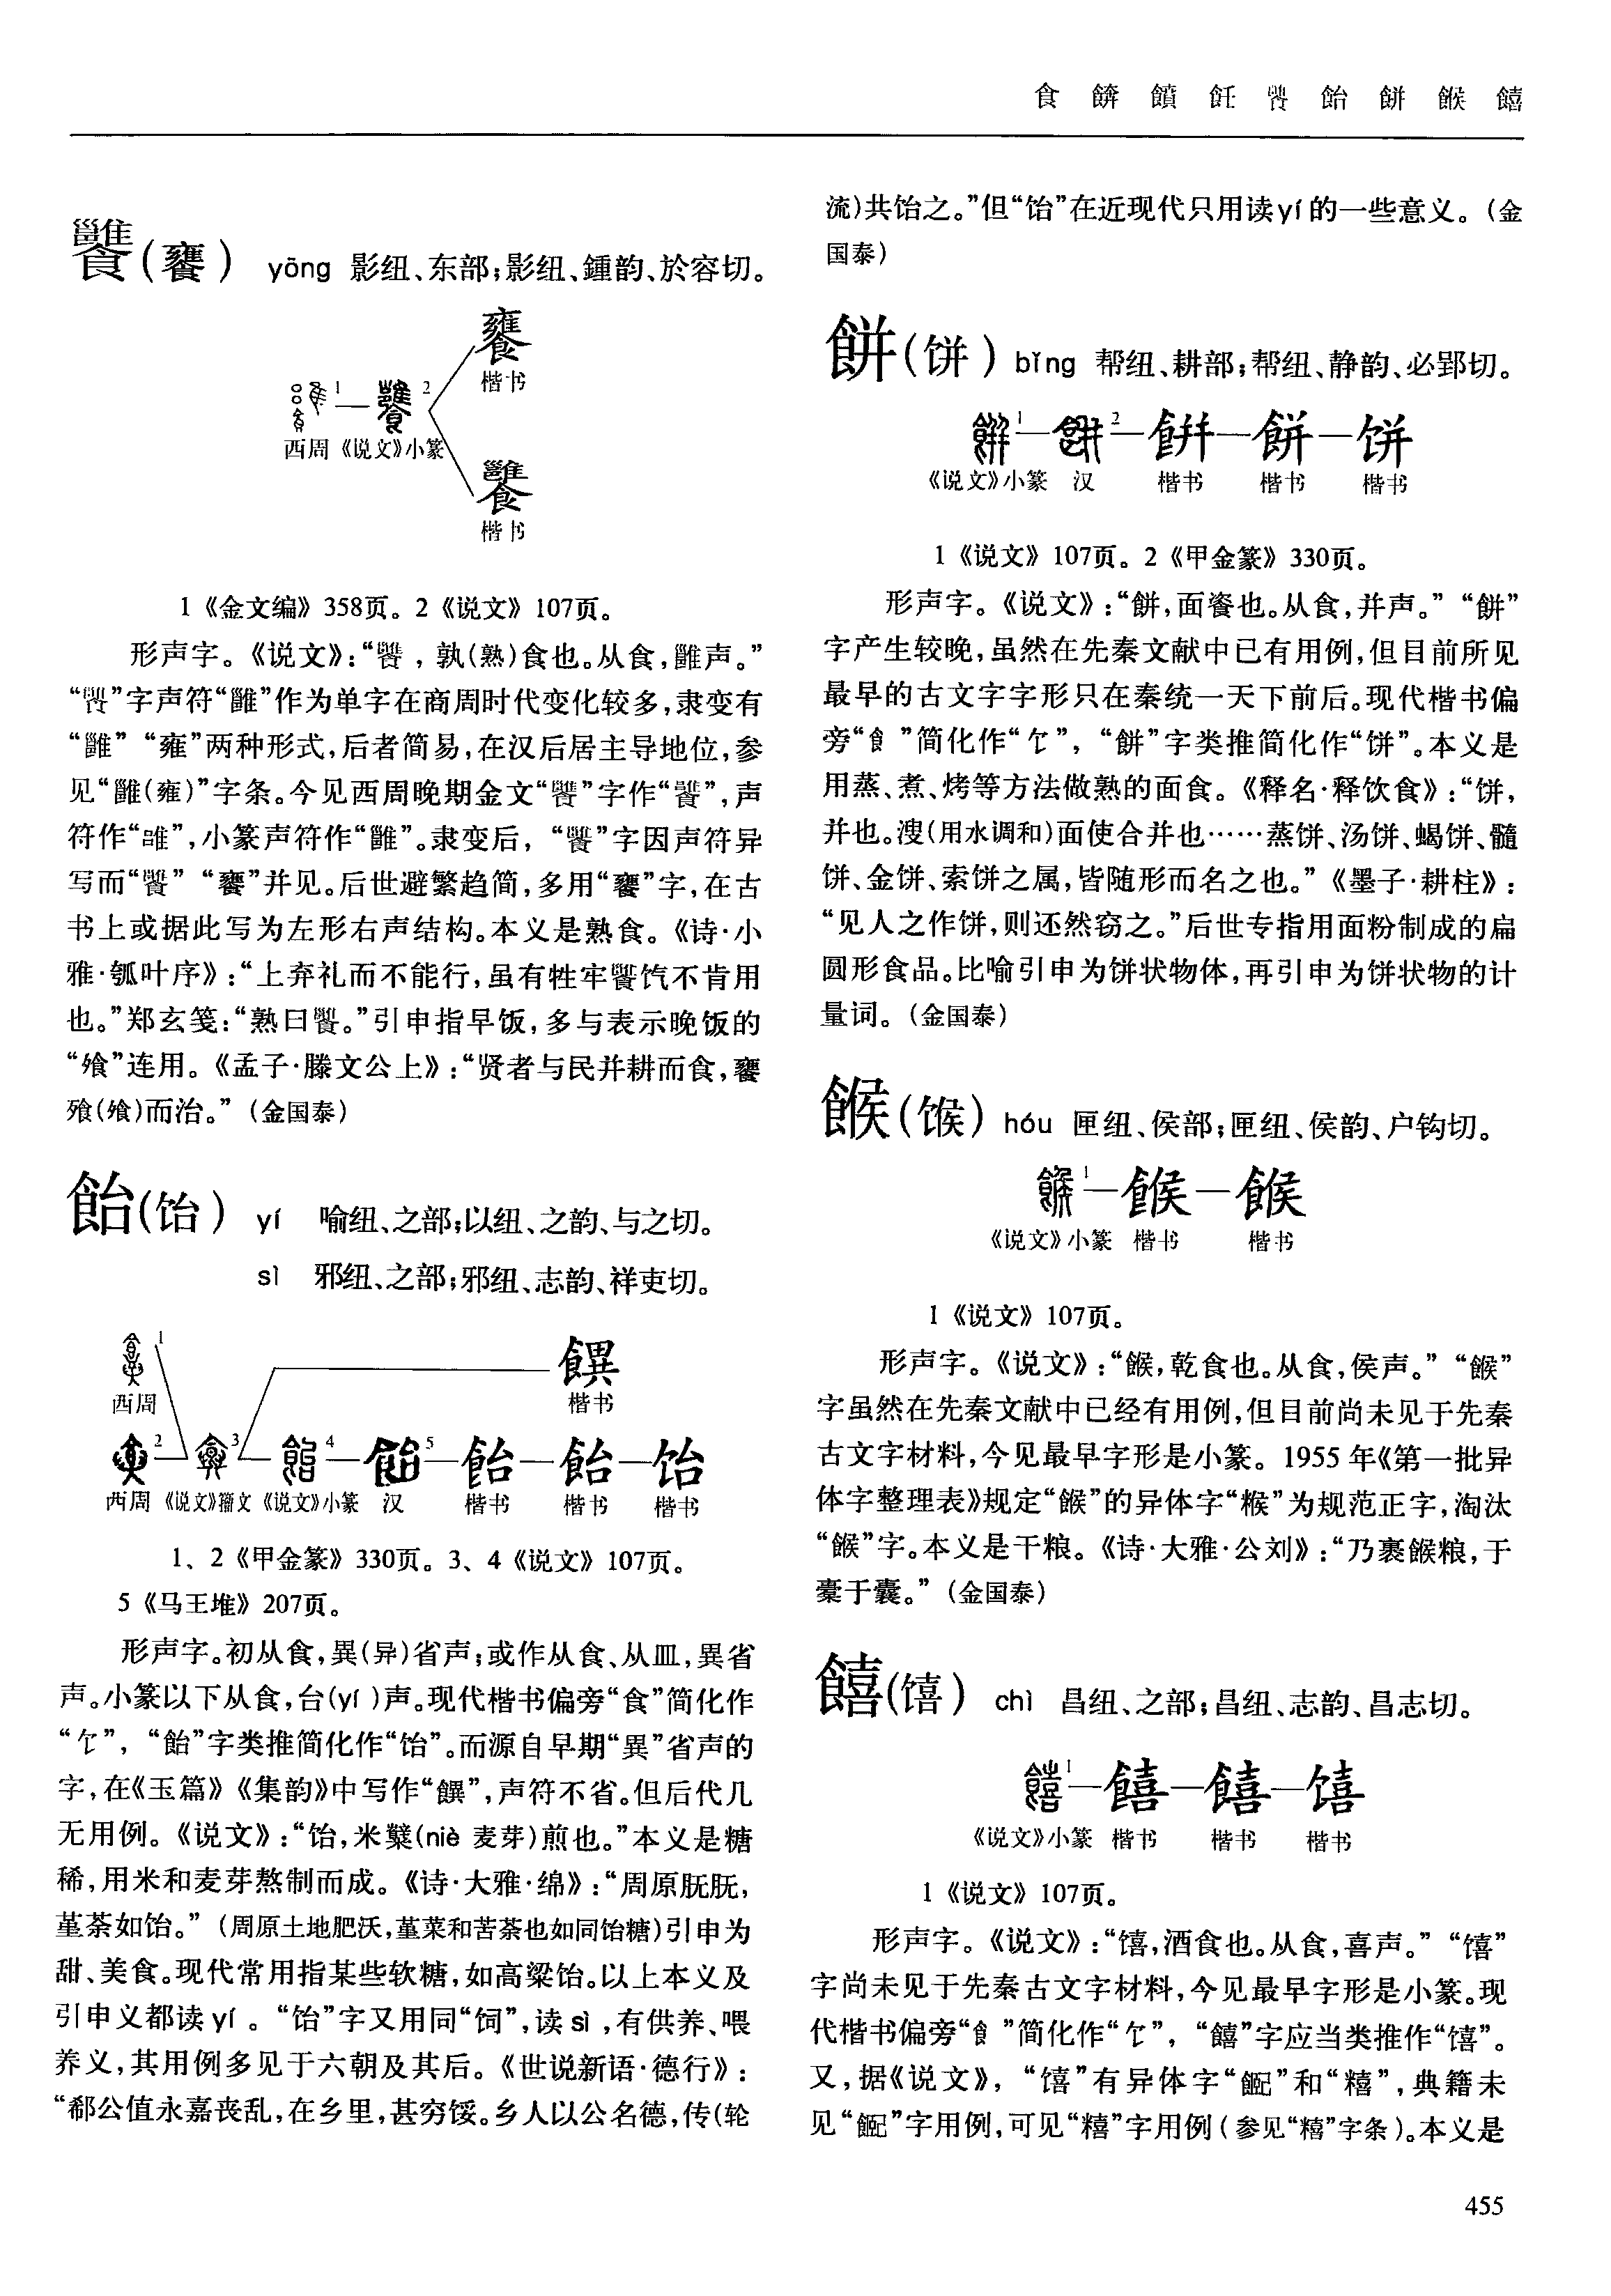 食 餴 饙 飪 饔 飴 餅 餱 饎
饔(饔) yōng 影纽、东部;影纽、鍾韵、於容切。
1 2
饔
楷书
西周 《说文》小篆
饔
楷书
1《金文编》358页。2《说文》107页。
形声字。《说文》:“饔,孰(熟)食也。从食,雝声。”
“饔”字声符“雝”作为单字在商周时代变化较多,隶变有
“雝”“雍”两种形式,后者简易,在汉后居主导地位,参
见“雝(雍)”字条。今见西周晚期金文“饔”字作“”,声
符作“”,小篆声符作“雝”。隶变后,“饔”字因声符异
写而“饔”“饔”并见。后世避繁趋简,多用“饔”字,在古
书上或据此写为左形右声结构。本义是熟食。《诗·小
雅·瓠叶序》:“上弃礼而不能行,虽有牲牢饔饩不肯用
也。”郑玄笺:“熟曰饔。”引申指早饭,多与表示晚饭的
“飧”连用。《孟子·滕文公上》:“贤者与民并耕而食,饔
飧(飧)而治。”(金国泰)
飴(饴) yí 喻纽、之部;以纽、之韵、与之切。
sì 邪纽、之部;邪纽、志韵、祥吏切。
1 饌
西周 楷书
2 3 4 5 飴 飴 饴
西周 《说文》籀文 《说文》小篆 汉 楷书 楷书 楷书
1、2《甲金篆》330页。3、4《说文》107页。
5《马王堆》207页。
形声字。初从食,異(异)省声;或作从食、从皿,異省
声。小篆以下从食,台(yí)声。现代楷书偏旁“食”简化作
“饣”,“飴”字类推简化作“饴”。而源自早期“異”省声的
字,在《玉篇》《集韵》中写作“䭞”,声符不省。但后代几
无用例。《说文》:“饴,米糱(niè 麦芽)煎也。”本义是糖
稀,用米和麦芽熬制而成。《诗·大雅·绵》:“周原朊朊,
堇荼如饴。”(周原土地肥沃,堇菜和苦荼也如同饴糖)引申为
甜、美食。现代常用指某些软糖,如高粱饴。以上本义及
引申义都读yí。“饴”字又用同“饲”,读sì,有供养、喂
养义,其用例多见于六朝及其后。《世说新语·德行》:
“郗公值永嘉丧乱,在乡里,甚穷馁。乡人以公名德,传(轮
流)共饴之。”但“饴”在近现代只用读yí的一些意义。(金
国泰)
餅(饼) bǐng 帮纽、耕部;帮纽、静韵、必郢切。
1 2 餅 餅 饼
《说文》小篆 汉 楷书 楷书 楷书
1《说文》107页。2《甲金篆》330页。
形声字。《说文》:“餅,面餈也。从食,并声。”“餅”
字产生较晚,虽然在先秦文献中已有用例,但目前所见
最早的古文字字形只在秦统一天下前后。现代楷书偏
旁“飠”简化作“饣”,“餅”字类推简化作“饼”。本义是
用蒸、煮、烤等方法做熟的面食。《释名·释饮食》:“饼,
并也。溲(用水调和)面使合并也……蒸饼、汤饼、蝎饼、髓
饼、金饼、索饼之属,皆随形而名之也。”《墨子·耕柱》:
“见人之作饼,则还然窃之。”后世专指用面粉制成的扁
圆形食品。比喻引申为饼状物体,再引申为饼状物的计
量词。(金国泰)
餱(糇) hóu 匣纽、侯部;匣纽、侯韵、户钩切。
1 餱 餱
《说文》小篆 楷书 楷书
1《说文》107页。
形声字。《说文》:“餱,乾食也。从食,侯声。”“餱”
字虽然在先秦文献中已经有用例,但目前尚未见于先秦
古文字材料,今见最早字形是小篆。1955年《第一批异
体字整理表》规定“餱”的异体字“糇”为规范正字,淘汰
“餱”字。本义是干粮。《诗·大雅·公刘》:“乃裹餱粮,于
橐于囊。”(金国泰)
饎(𫗴) chì 昌纽、之部;昌纽、志韵、昌志切。
1 饎 饎 𫗴
《说文》小篆 楷书 楷书 楷书
1《说文》107页。
形声字。《说文》:“𫗴,酒食也。从食,喜声。”“𫗴”
字尚未见于先秦古文字材料,今见最早字形是小篆。现
代楷书偏旁“飠”简化作“饣”,“饎”字应当类推作“𫗴”。
又,据《说文》,“𫗴”有异体字“”和“糦”,典籍未
见“”字用例,可见“糦”字用例(参见“糦”字条)。本义是
455